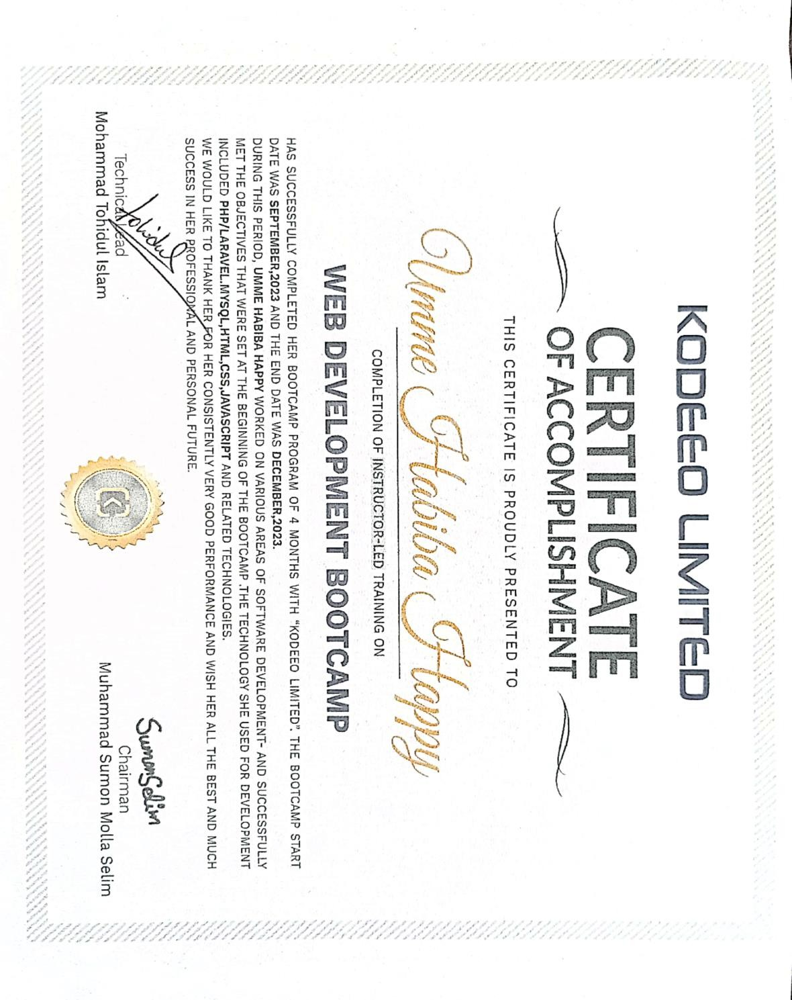 KODEEO LIMITED
CERTIFICATE
OF ACCOMPLISHMENT
THIS CERTIFICATE IS PROUDLY PRESENTED TO
Umme Habiba Happy
COMPLETION OF INSTRUCTOR-LED TRAINING ON
WEB DEVELOPMENT BOOTCAMP
HAS SUCCESSFULLY COMPLETED HER BOOTCAMP PROGRAM OF 4 MONTHS WITH "KODEEO LIMITED". THE BOOTCAMP START
DATE WAS SEPTEMBER,2023 AND THE END DATE WAS DECEMBER,2023.
DURING THIS PERIOD, UMME HABIBA HAPPY WORKED ON VARIOUS AREAS OF SOFTWARE DEVELOPMENT- AND SUCCESSFULLY
MET THE OBJECTIVES THAT WERE SET AT THE BEGINNING OF THE BOOTCAMP .THE TECHNOLOGY SHE USED FOR DEVELOPMENT
INCLUDED PHP/LARAVEL.MYSQL,HTML,CSS,JAVASCRIPT AND RELATED TECHNOLOGIES.
WE WOULD LIKE TO THANK HER FOR HER CONSISTENTLY VERY GOOD PERFORMANCE AND WISH HER ALL THE BEST AND MUCH
SUCCESS IN HER PROFESSIONAL AND PERSONAL FUTURE.
Tohidul
Technical Lead
Mohammad Tohidul Islam
SumonSelim
Chairman
Muhammad Sumon Molla Selim